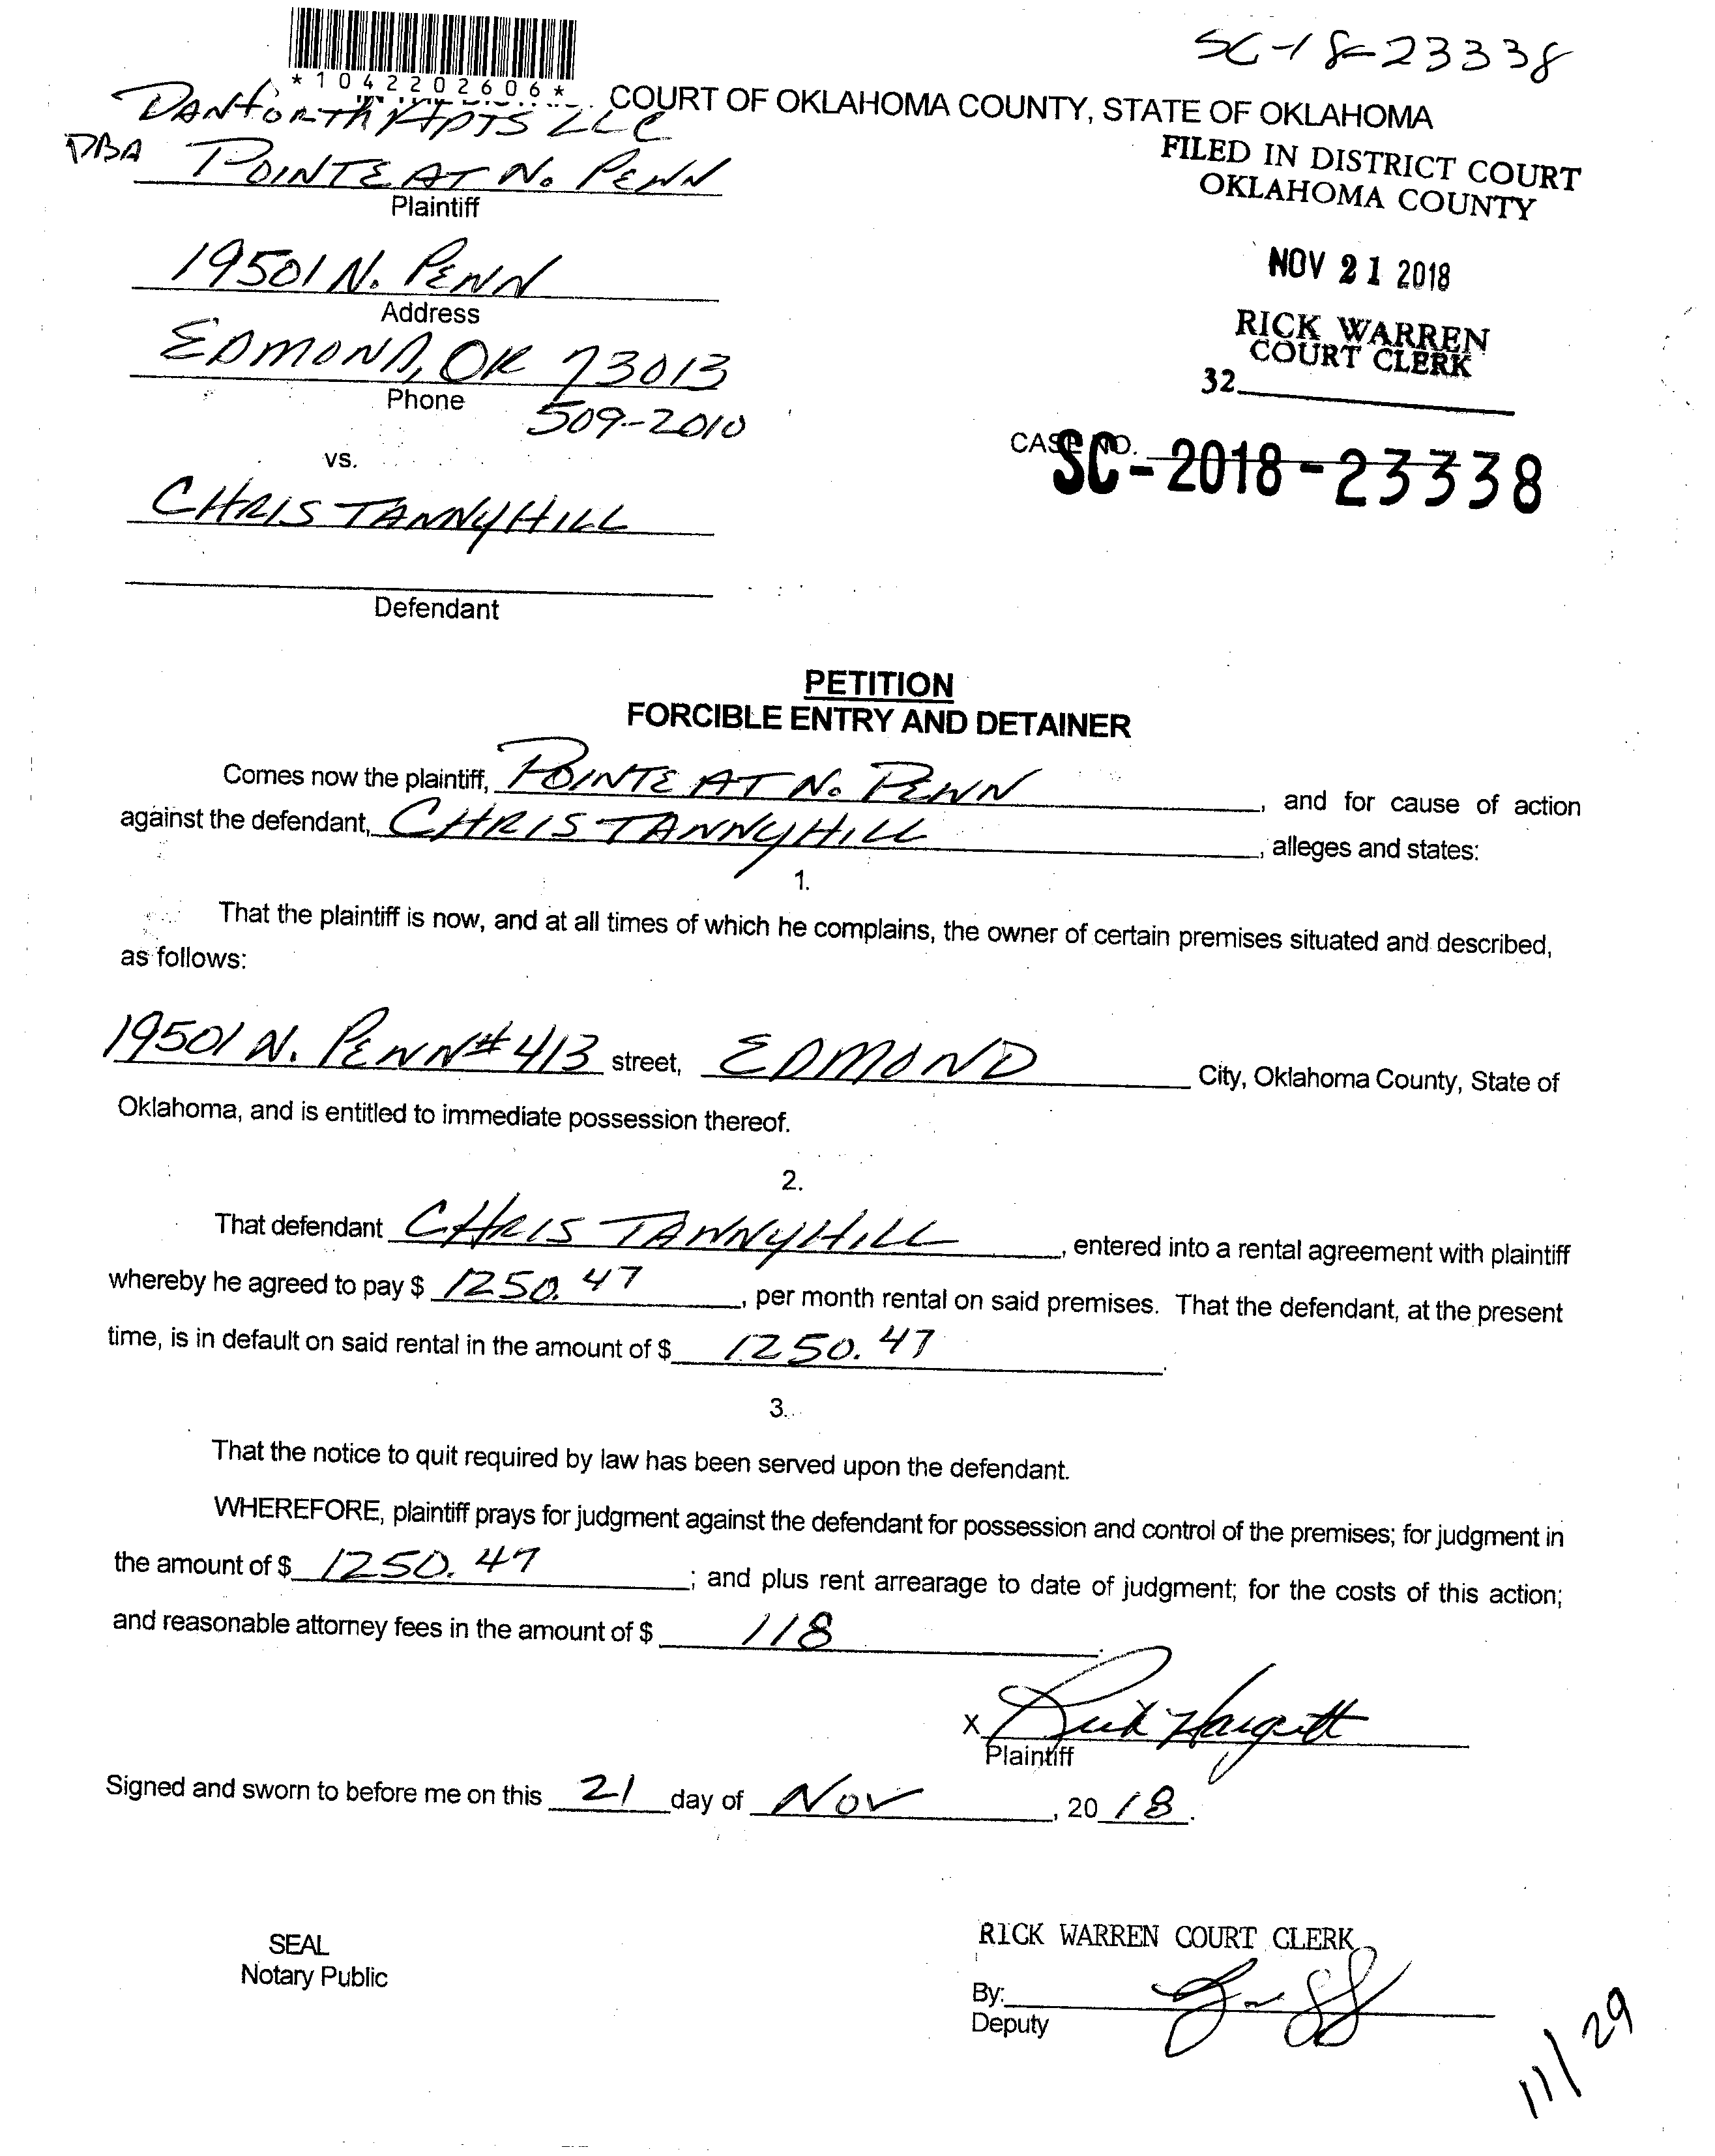 SC-18-23338
*1042202606*
COURT OF OKLAHOMA COUNTY, STATE OF OKLAHOMA
DANFORTH APTS LLC
DBA POINTE AT N. PENN
Plaintiff
FILED IN DISTRICT COURT
OKLAHOMA COUNTY
19501 N. PENN
Address
NOV 21 2018
EDMOND, OK 73013
Phone
509-2010
RICK WARREN
COURT CLERK
32
vs.
CASE NO.
SC-2018-23338
CHRIS TANNYHILL
Defendant
PETITION
FORCIBLE ENTRY AND DETAINER
Comes now the plaintiff, POINTE AT N. PENN, and for cause of action
against the defendant, CHRIS TANNYHILL, alleges and states:
1.
That the plaintiff is now, and at all times of which he complains, the owner of certain premises situated and described,
as follows:
19501 N. PENN #413 street, EDMOND City, Oklahoma County, State of
Oklahoma, and is entitled to immediate possession thereof.
2.
That defendant CHRIS TANNYHILL, entered into a rental agreement with plaintiff
whereby he agreed to pay $ 1250.47, per month rental on said premises. That the defendant, at the present
time, is in default on said rental in the amount of $ 1250.47.
3.
That the notice to quit required by law has been served upon the defendant.
WHEREFORE, plaintiff prays for judgment against the defendant for possession and control of the premises; for judgment in
the amount of $ 1250.47; and plus rent arrearage to date of judgment; for the costs of this action;
and reasonable attorney fees in the amount of $ 118.
X Rick Hargett
Plaintiff
Signed and sworn to before me on this 21 day of Nov, 2018.
SEAL
Notary Public
RICK WARREN COURT CLERK
By:
Deputy
11/29